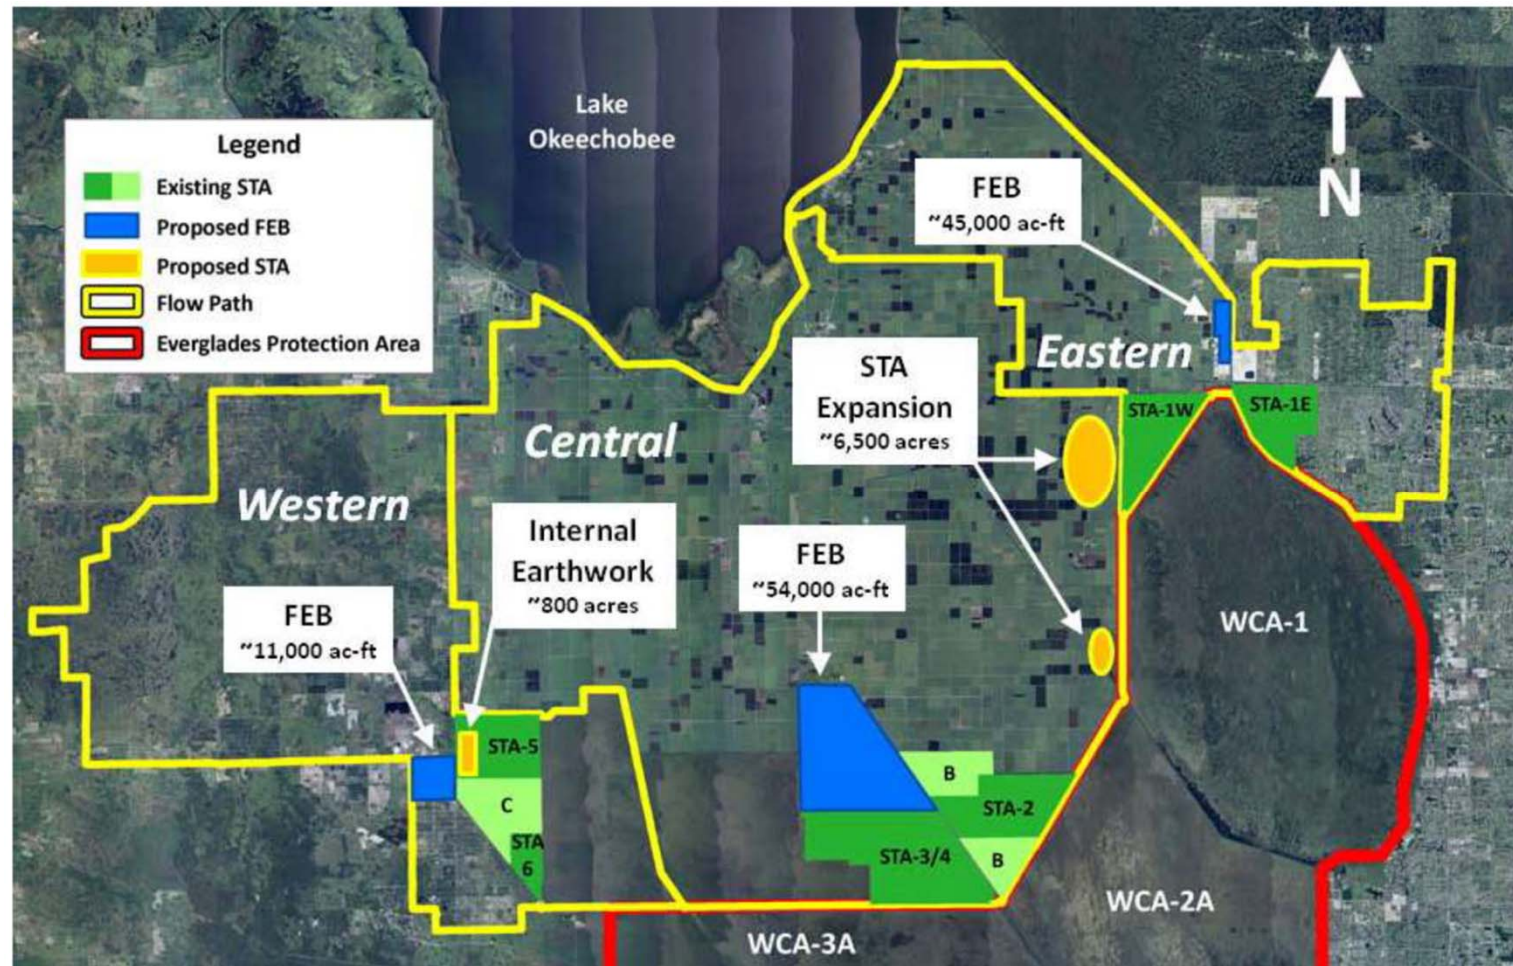 Lake
Okeechobee
Legend
Existing STA
Proposed FEB
Proposed STA
Flow Path
Everglades Protection Area
FEB
~45,000 ac-ft
N
Eastern
STA
Expansion
~6,500 acres
STA-1W
STA-1E
Central
Western
Internal
Earthwork
~800 acres
FEB
~54,000 ac-ft
FEB
~11,000 ac-ft
WCA-1
STA-5
C
STA
6
B
STA-2
STA-3/4
B
WCA-2A
WCA-3A